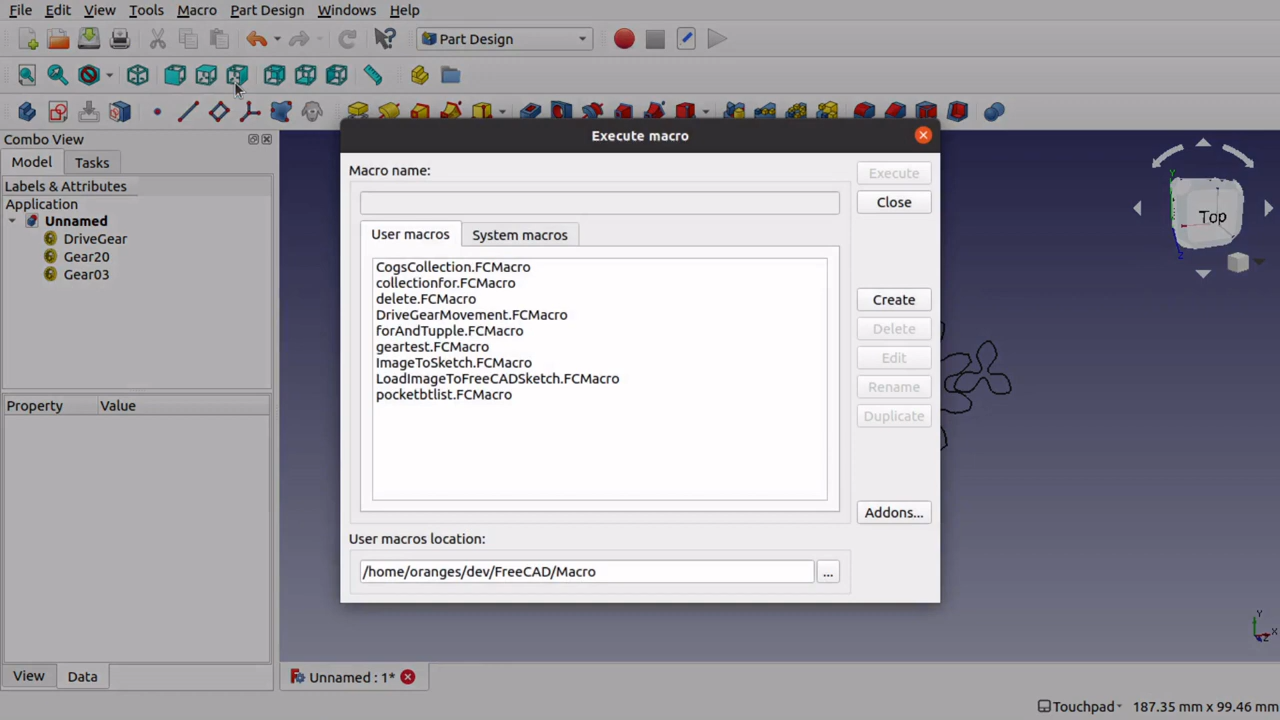 File Edit View Tools Macro Part Design Windows Help
Part Design
Combo View
Model Tasks
Labels & Attributes
Application
Unnamed
DriveGear
Gear20
Gear03
Property Value
View Data
Execute macro
Macro name:
Execute
Close
User macros System macros
CogsCollection.FCMacro
collectionfor.FCMacro
delete.FCMacro
DriveGearMovement.FCMacro
forAndTupple.FCMacro
geartest.FCMacro
ImageToSketch.FCMacro
LoadImageToFreeCADSketch.FCMacro
pocketbtlist.FCMacro
Create
Delete
Edit
Rename
Duplicate
Addons...
User macros location:
/home/oranges/dev/FreeCAD/Macro
...
Top
Y
Z
Y
X
Z
Unnamed : 1*
Touchpad 187.35 mm x 99.46 mm